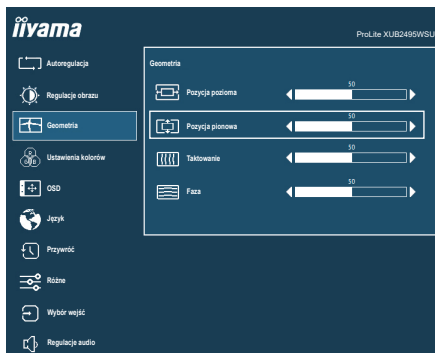 iiyama
ProLite XUB2495WSU
Autoregulacja
Regulacje obrazu
Geometria
Ustawienia kolorów
R
G B
OSD
Język
Przywróć
Różne
Wybór wejść
Regulacje audio
Geometria
Pozycja pozioma
50
Pozycja pionowa
50
Taktowanie
50
Faza
50